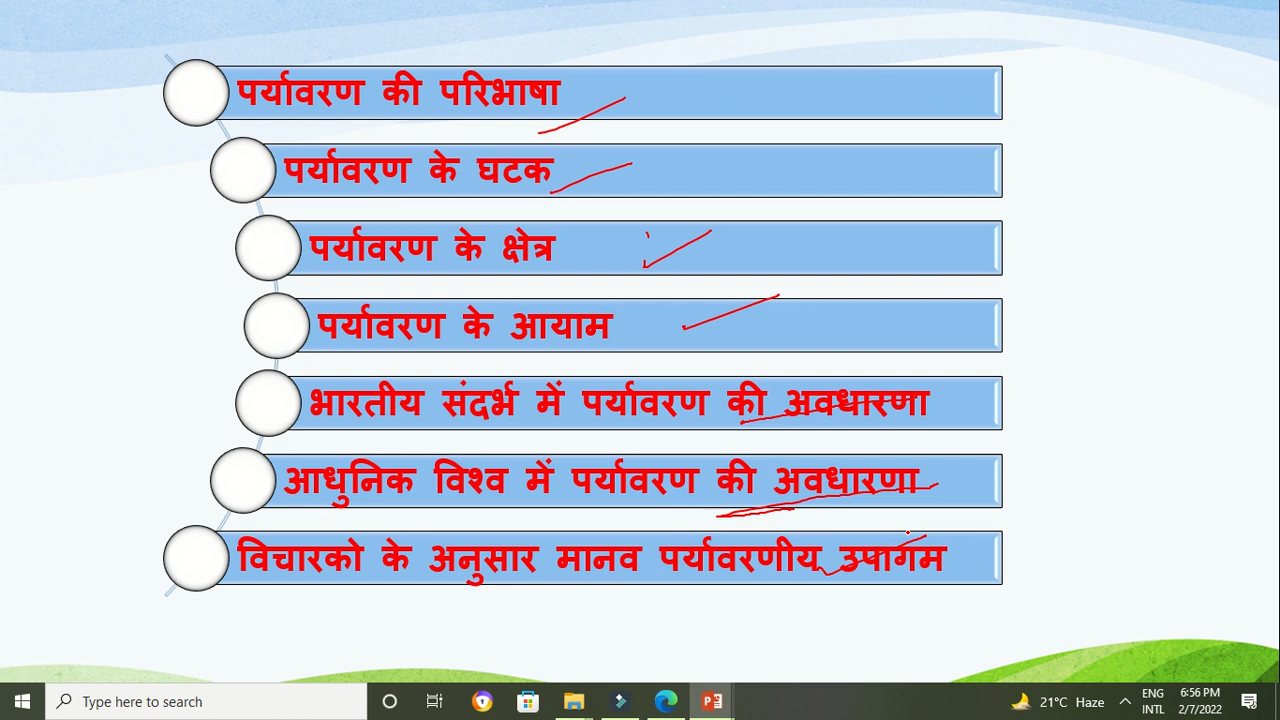 पर्यावरण की परिभाषा
पर्यावरण के घटक
पर्यावरण के क्षेत्र
पर्यावरण के आयाम
भारतीय संदर्भ में पर्यावरण की अवधारणा
आधुनिक विश्व में पर्यावरण की अवधारणा
विचारको के अनुसार मानव पर्यावरणीय उपागम
Type here to search
21°C Haze
ENG
INTL
6:56 PM
2/7/2022